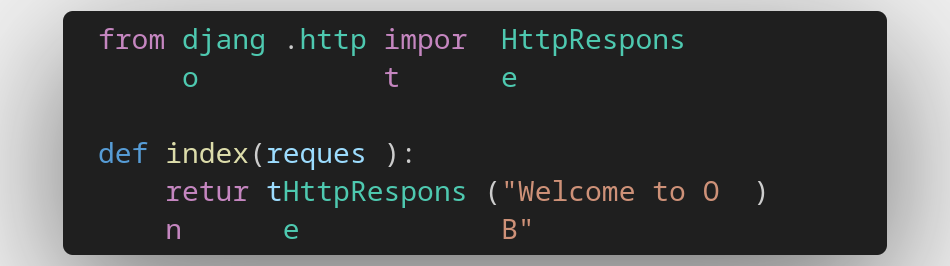 from djang .http impor  HttpRespons
     o           t      e
def index(reques ):
    retur tHttpRespons ("Welcome to O  )
    n      e            B"